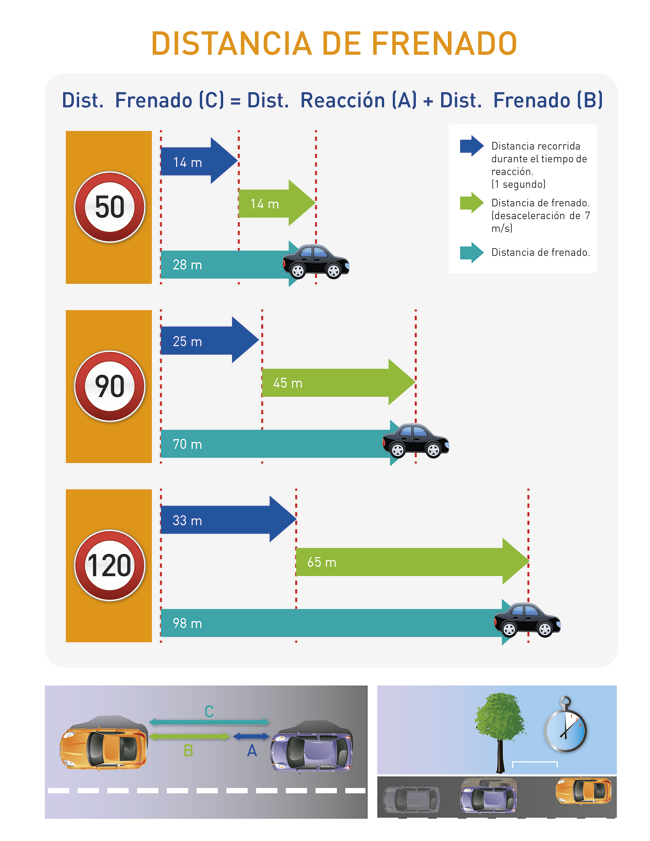 DISTANCIA DE FRENADO
Dist. Frenado (C) = Dist. Reacción (A) + Dist. Frenado (B)
50
14 m
14 m
28 m
Distancia recorrida
durante el tiempo de
reacción.
(1 segundo)
Distancia de frenado.
(desaceleración de 7
m/s)
Distancia de frenado.
90
25 m
45 m
70 m
120
33 m
65 m
98 m
C
B
A